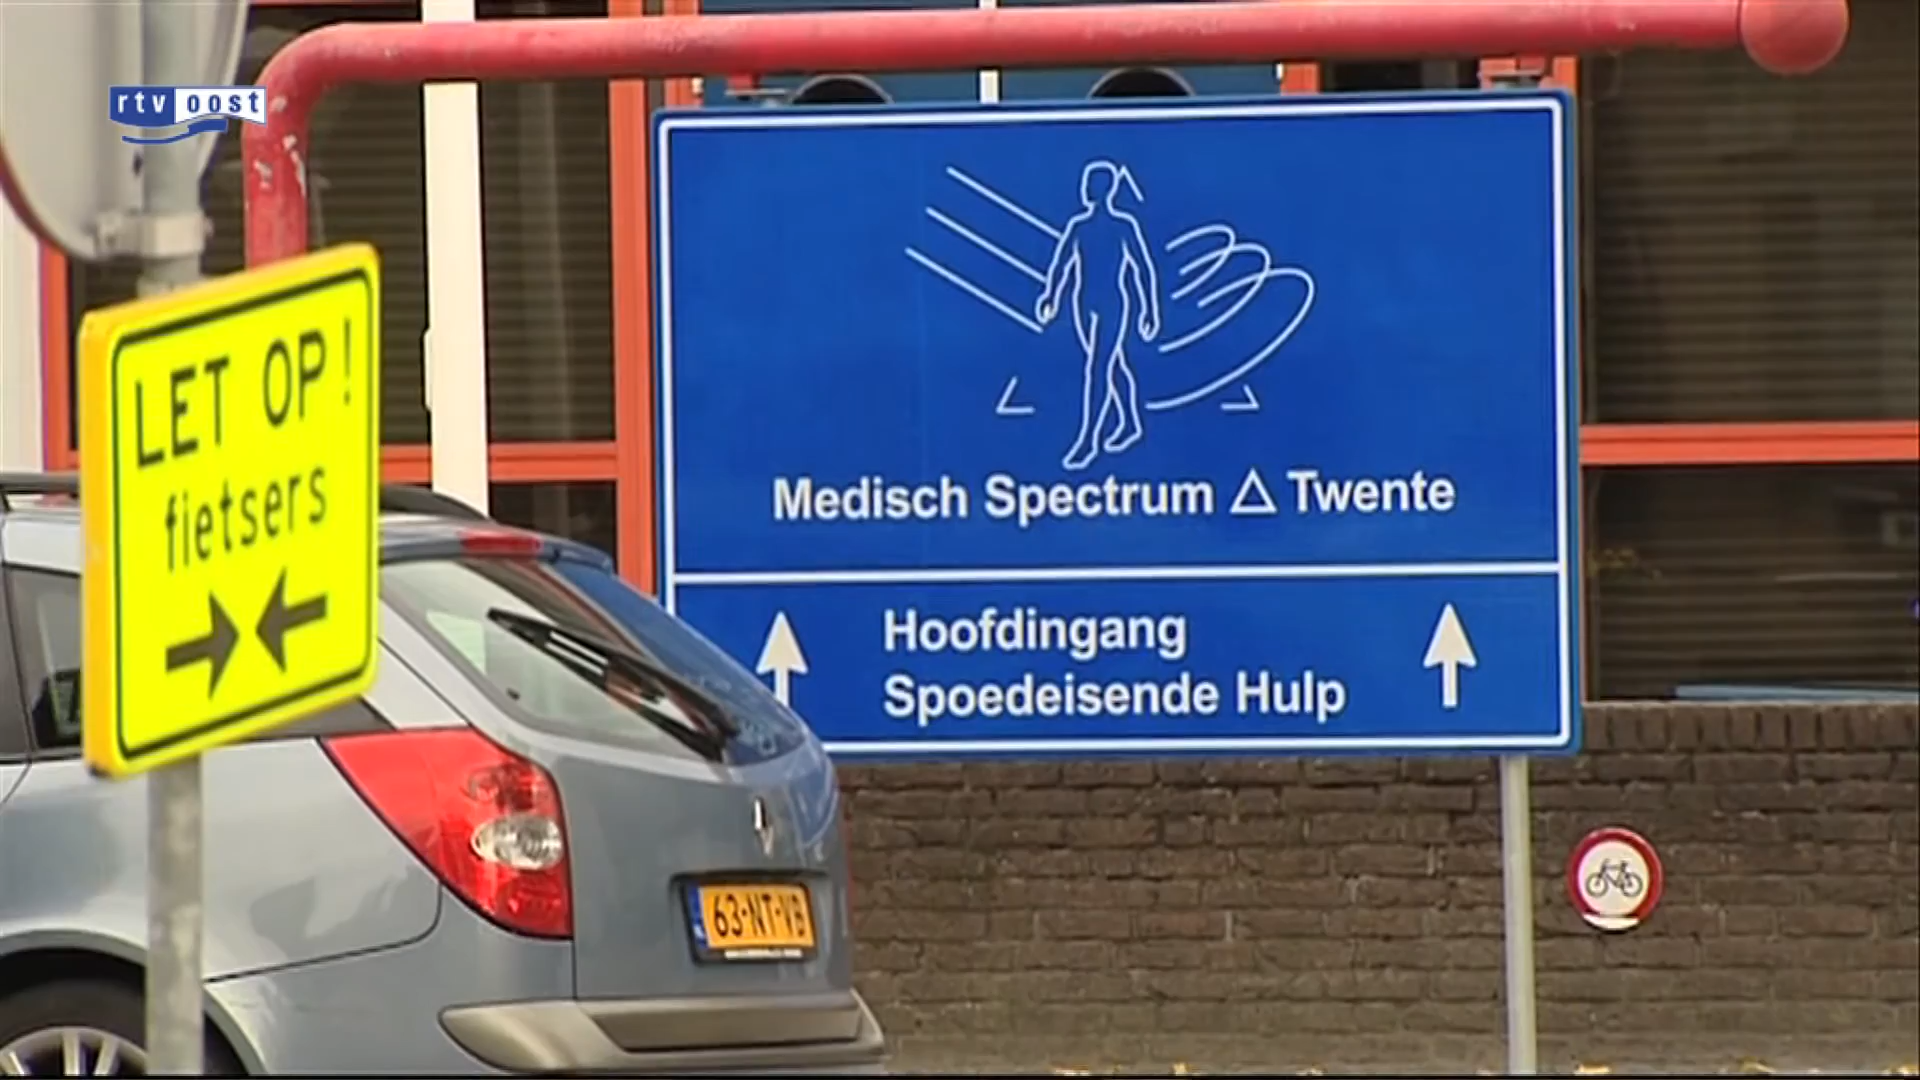 rtv oost
LET OP!
fietsers
Medisch Spectrum △ Twente
Hoofdingang
Spoedeisende Hulp
63-NT-VB